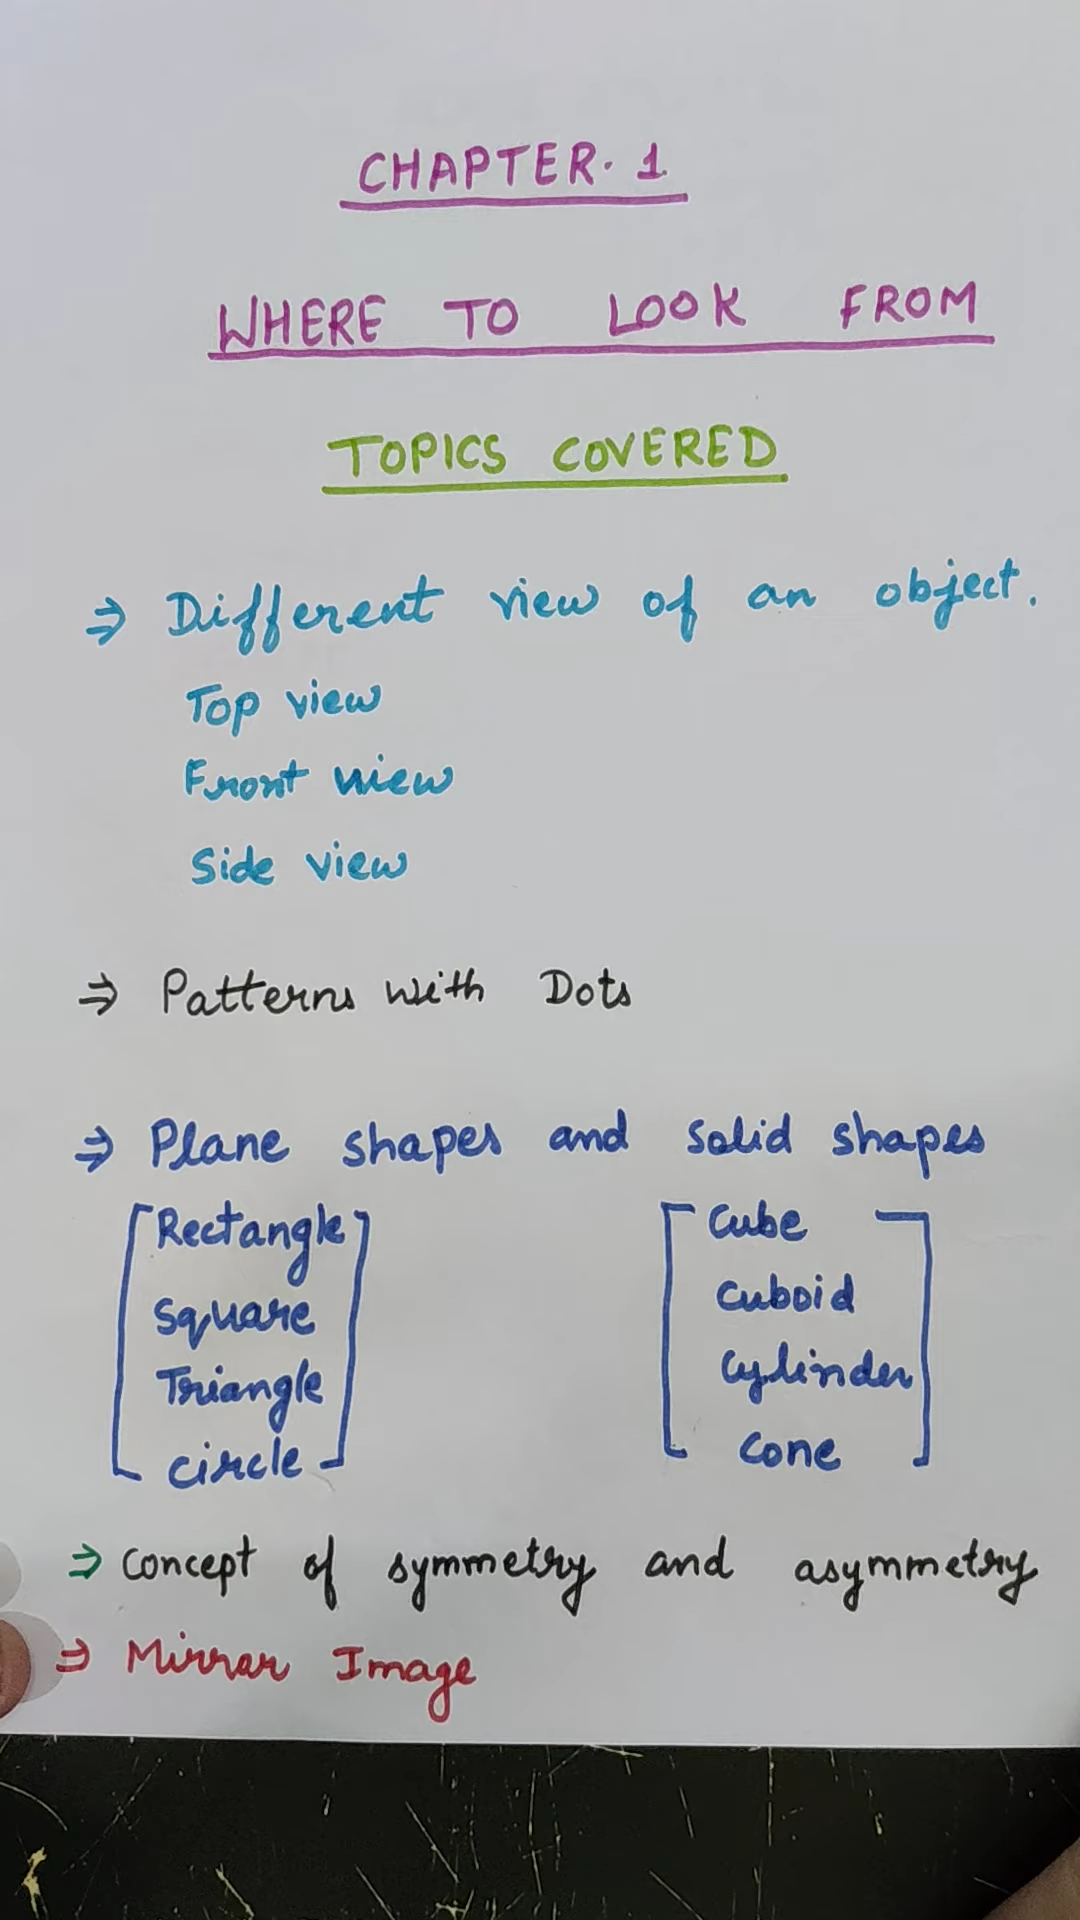 CHAPTER. 1
WHERE TO LOOK FROM
TOPICS COVERED
⇒ Different view of an object.
Top view
Front view
Side view
⇒ Patterns with Dots
⇒ Plane shapes and solid shapes
[Rectangle] [Cube]
Square Cuboid
Triangle Cylinder
circle Cone
⇒ Concept of symmetry and asymmetry
⇒ Mirrar Image